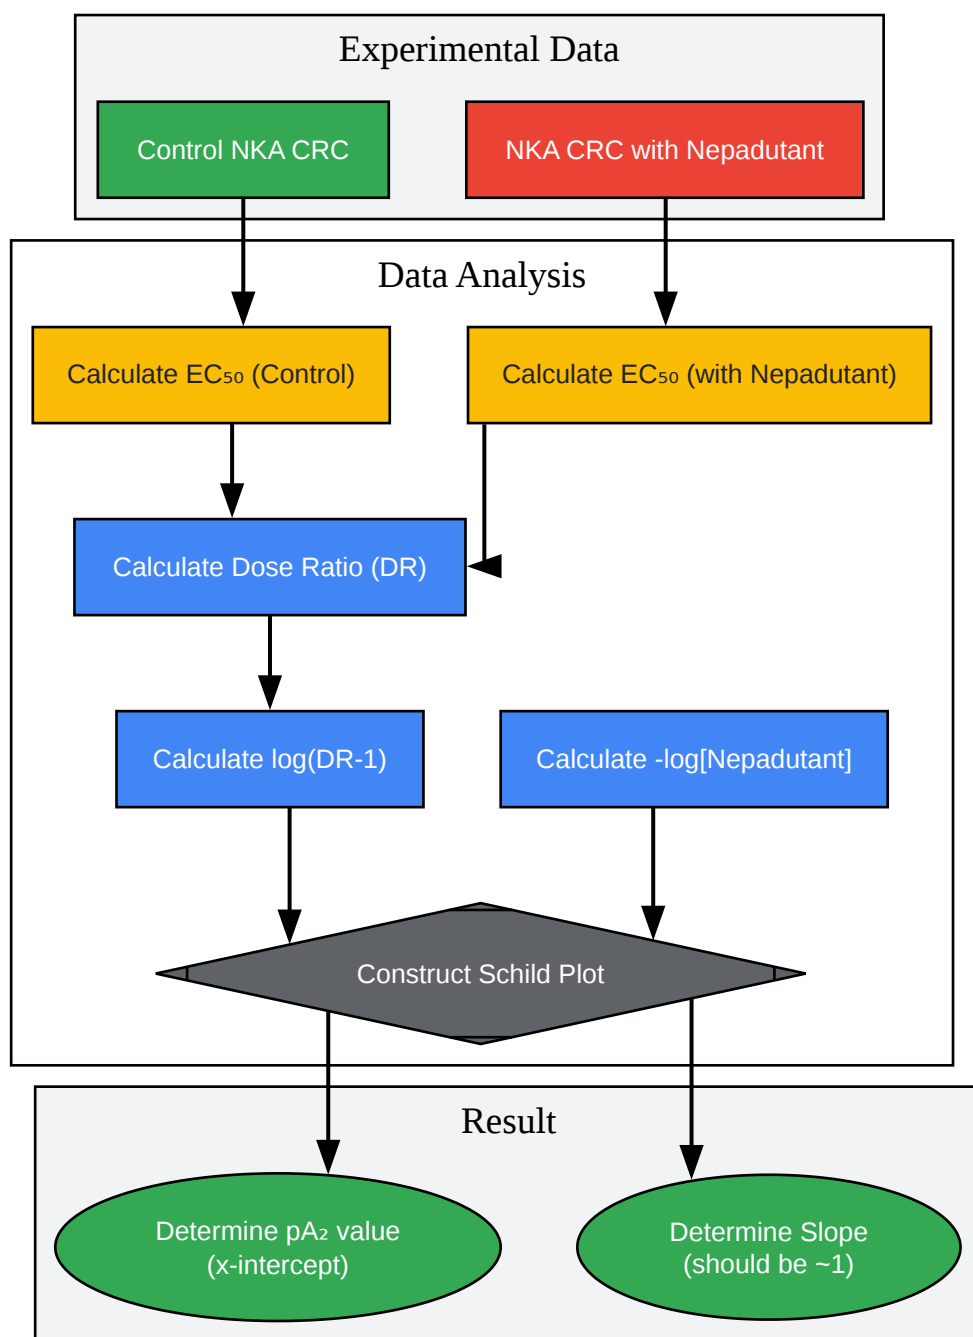 Experimental Data
Control NKA CRC
NKA CRC with Nepadutant
Data Analysis
Calculate EC₅₀ (Control)
Calculate EC₅₀ (with Nepadutant)
Calculate Dose Ratio (DR)
Calculate log(DR-1)
Calculate -log[Nepadutant]
Construct Schild Plot
Result
Determine pA₂ value
(x-intercept)
Determine Slope
(should be ~1)